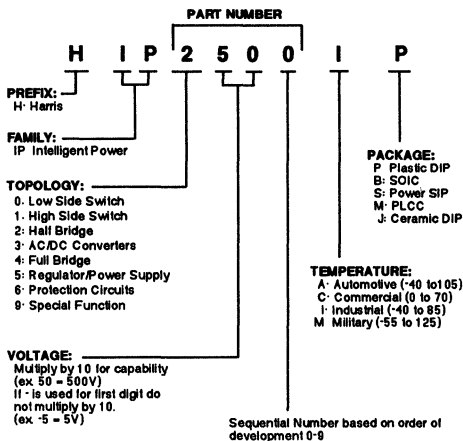 PART NUMBER
H I P 2 5 0 0 I P
PREFIX:
H· Harris
FAMILY:
IP Intelligent Power
TOPOLOGY:
0. Low Side Switch
1. High Side Switch
2: Half Bridge
3· AC/DC Converters
4: Full Bridge
5: Regulator/Power Supply
6· Protection Circuits
9· Special Function
VOLTAGE:
Multiply by 10 for capability
(ex. 50 = 500V)
If - is used for first digit do
not multiply by 10.
(ex. -5 = 5V)
PACKAGE:
P Plastic DIP
B: SOIC
S: Power SIP
M· PLCC
J: Ceramic DIP
TEMPERATURE:
A· Automotive (-40 to105)
C· Commercial (0 to 70)
I· Industrial (-40 to 85)
M Military (-55 to 125)
Sequential Number based on order of
development 0-9